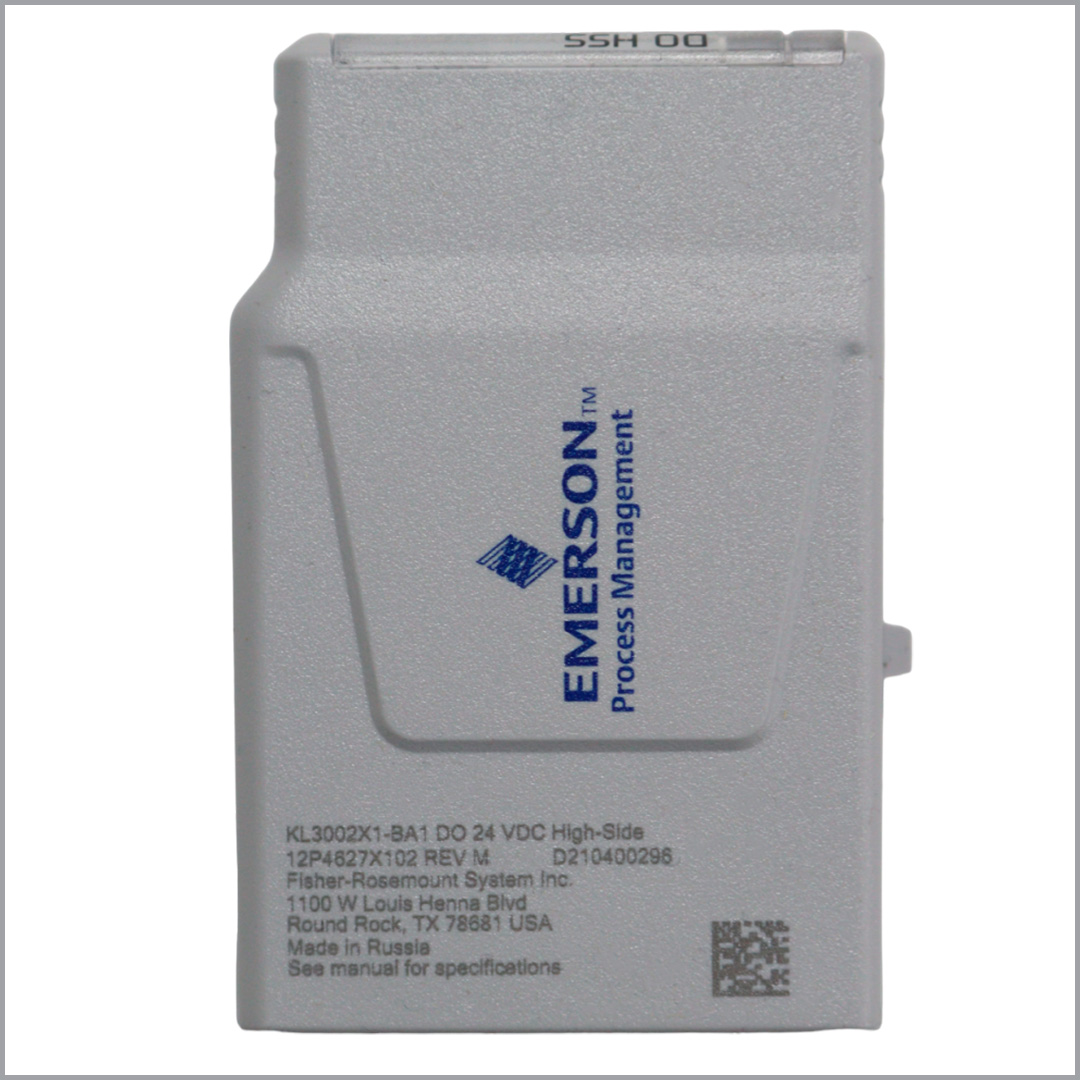 DO HSS
EMERSON™
Process Management
KL3002X1-BA1 DO 24 VDC High-Side
12P4627X102 REV M D210400296
Fisher-Rosemount System Inc.
1100 W Louis Henna Blvd
Round Rock, TX 78681 USA
Made in Russia
See manual for specifications